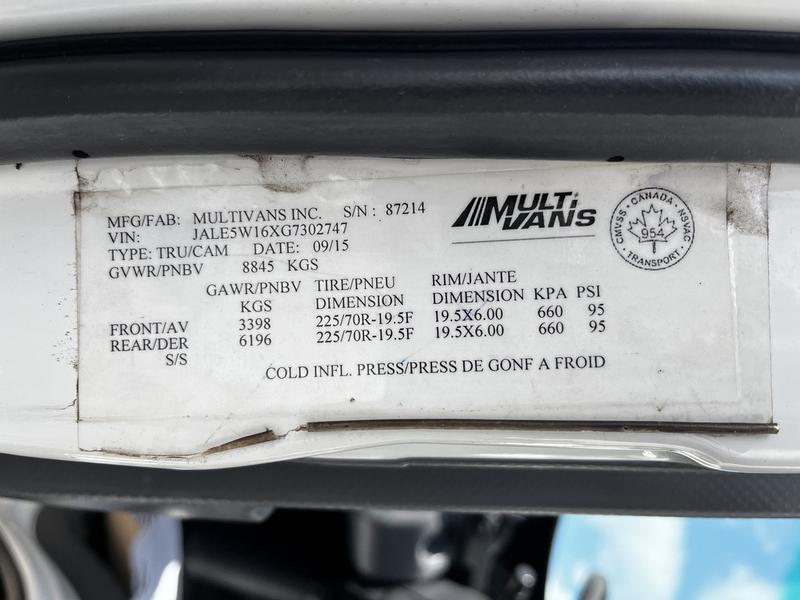 MFG/FAB: MULTIVANS INC. S/N : 87214
VIN: JALE5W16XG7302747
TYPE: TRU/CAM DATE: 09/15
GVWR/PNBV 8845 KGS
MULTI
VANS
CMVSS · CANADA · NSVAC
954
TRANSPORT
GAWR/PNBV TIRE/PNEU RIM/JANTE
KGS DIMENSION DIMENSION KPA PSI
FRONT/AV 3398 225/70R-19.5F 19.5X6.00 660 95
REAR/DER 6196 225/70R-19.5F 19.5X6.00 660 95
S/S
COLD INFL. PRESS/PRESS DE GONF A FROID